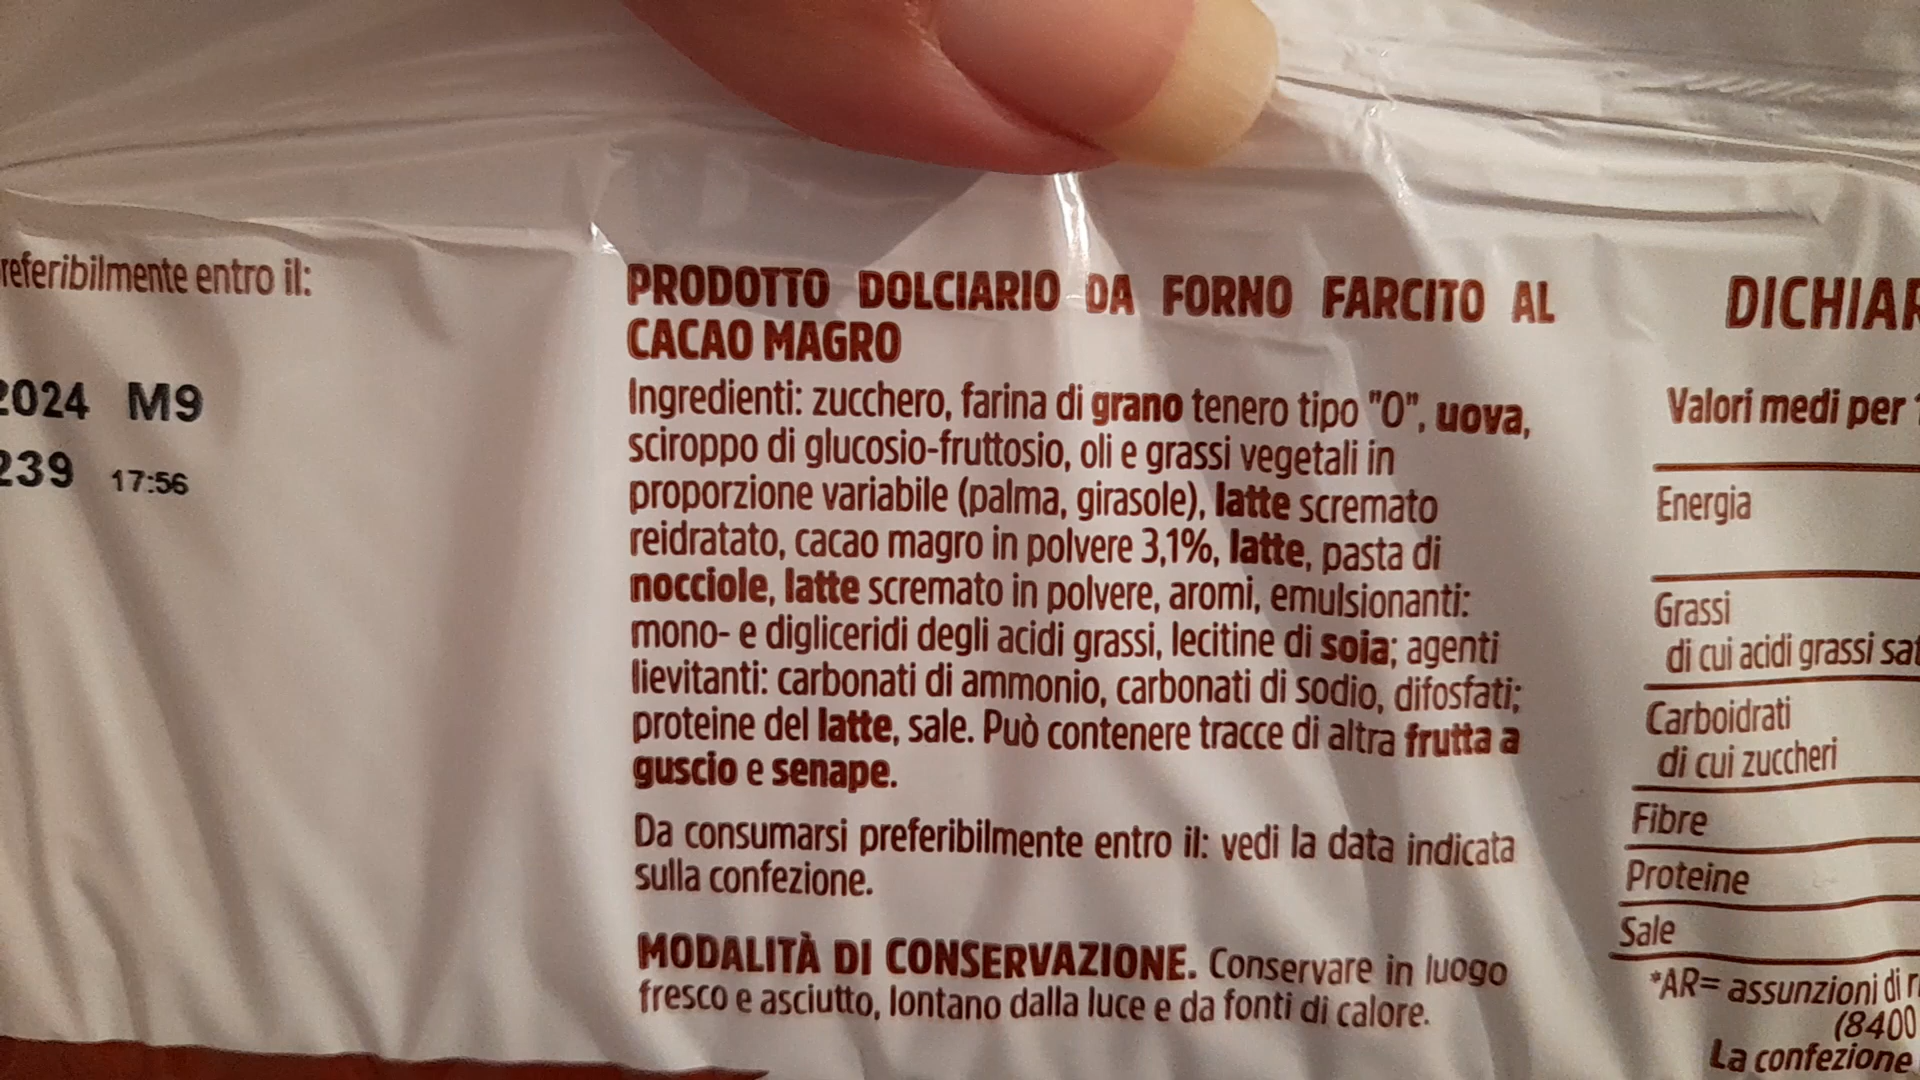 entro il:
2024 M9
239 17:56
PRODOTTO DOLCIARIO DA FORNO FARCITO AL
CACAO MAGRO
Ingredienti: zucchero, farina di grano tenero tipo "0", uova,
sciroppo di glucosio-fruttosio, oli e grassi vegetali in
proporzione variabile (palma, girasole), latte scremato
reidratato, cacao magro in polvere 3,1%, latte, pasta di
nocciole, latte scremato in polvere, aromi, emulsionanti:
mono- e digliceridi degli acidi grassi, lecitine di soia; agenti
lievitanti: carbonati di ammonio, carbonati di sodio, difosfati;
proteine del latte, sale. Può contenere tracce di altra frutta a
guscio e senape.
Da consumarsi preferibilmente entro il: vedi la data indicata
sulla confezione.
MODALITÀ DI CONSERVAZIONE. Conservare in luogo
fresco e asciutto, lontano dalla luce e da fonti di calore.
Valori medi per
Energia
Grassi
di cui acidi grassi
Carboidrati
di cui zuccheri
Fibre
Proteine
Sale
*AR= assunzioni di
(8400
La confezione